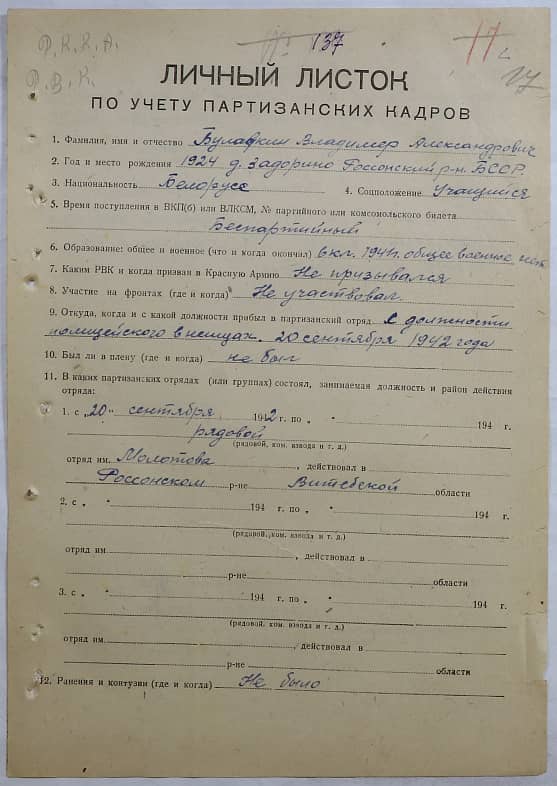 Р.К.К.А.
Р.В.К.
№ 137
17
27
ЛИЧНЫЙ ЛИСТОК
ПО УЧЕТУ ПАРТИЗАНСКИХ КАДРОВ
1. Фамилия, имя и отчество Булавкин Владимер Александрович
2. Год и место рождения 1924 д. Задорино Россонский р-н БССР
3. Национальность Белорусс 4. Соцположение Учащийся
5. Время поступления в ВКП(б) или ВЛКСМ, № партийного или комсомольского билета
Беспартийный
6. Образование: общее и военное (что и когда окончил) 6 кл. 1941г. общее военное нет
7. Каким РВК и когда призван в Красную Армию Не призывался
8. Участие на фронтах (где и когда) Не участвовал
9. Откуда, когда и с какой должности прибыл в партизанский отряд с должности
полицейского в немцах. 20 сентября 1942 года
10. Был ли в плену (где и когда) не был
11. В каких партизанских отрядах (или группах) состоял, занимаемая должность и район действия
отряда:
1. с „20" сентября 1942 г. по „ " 194 г.
рядовой
(рядовой, ком. взвода и т. д.)
отряд им. Молотова, действовал в
Россонском р-не Витебской области
2. с „ " 194 г. по „ " 194 г.
(рядовой, ком. взвода и т. д.)
отряд им., действовал в
р-не области
3. с „ " 194 г. по „ " 194 г.
(рядовой, ком. взвода и т. д.)
отряд им., действовал в
р-не области
12. Ранения и контузии (где и когда) Не было